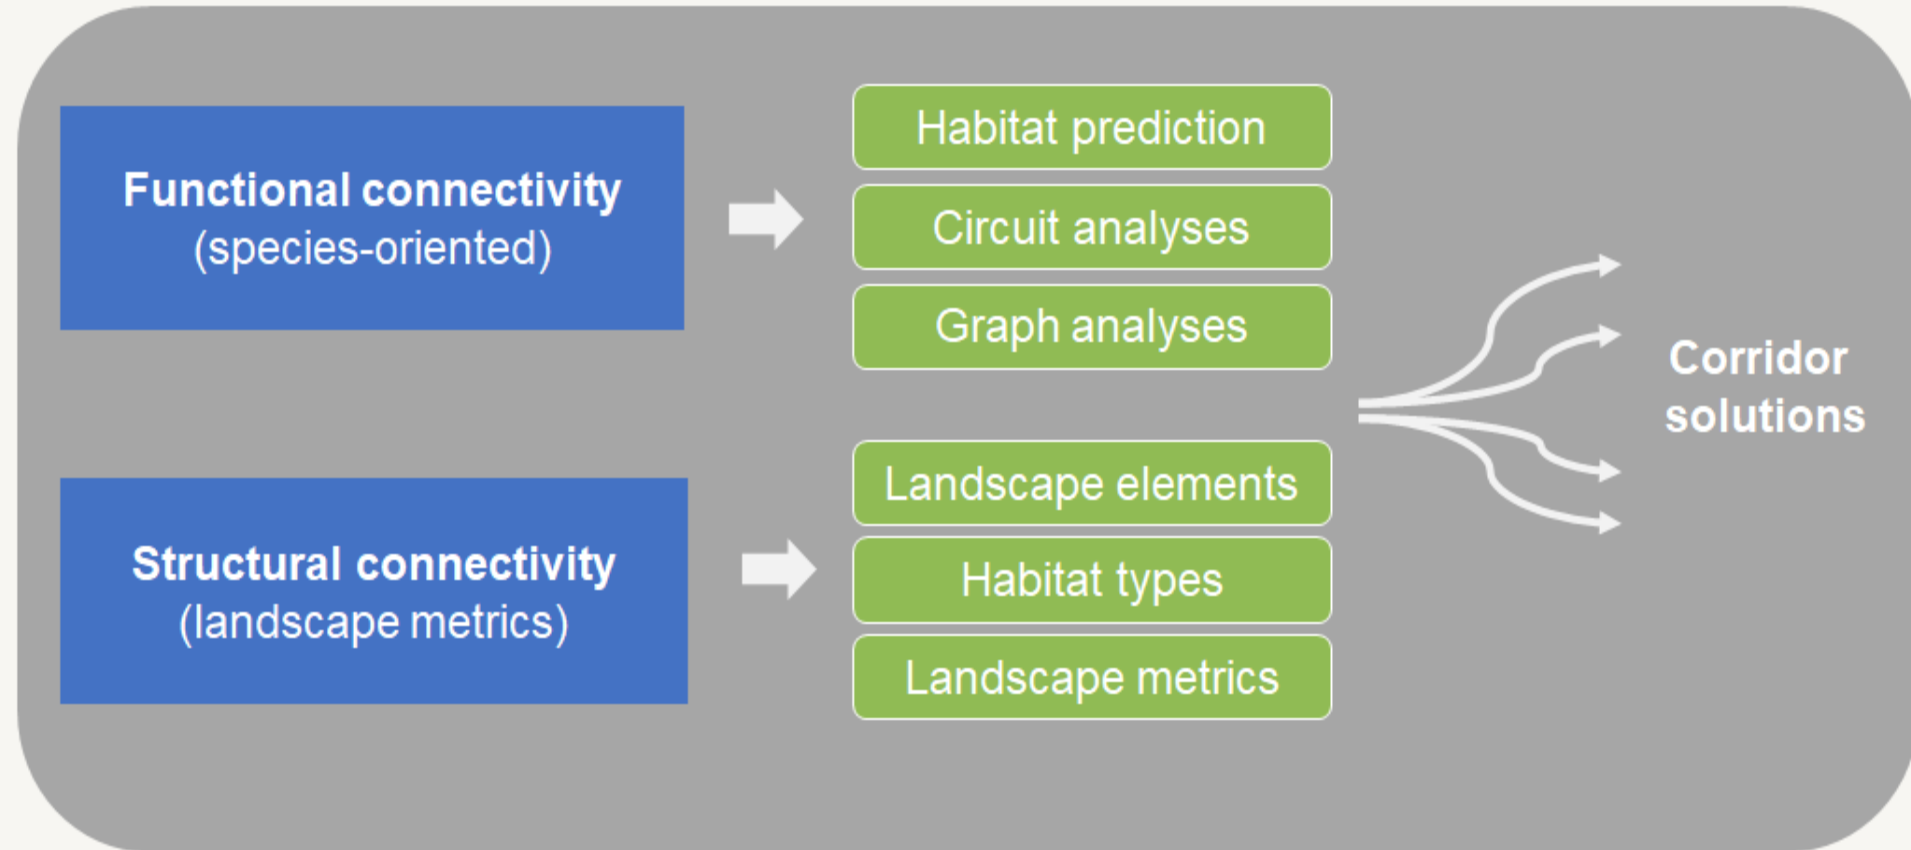 Functional connectivity
(species-oriented)
Habitat prediction
Circuit analyses
Graph analyses
Structural connectivity
(landscape metrics)
Landscape elements
Habitat types
Landscape metrics
Corridor
solutions